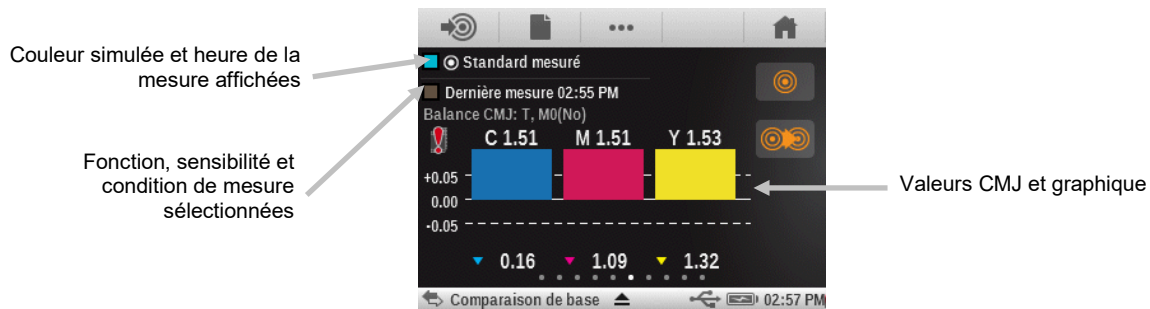 Couleur simulée et heure de la
mesure affichées
Fonction, sensibilité et
condition de mesure
sélectionnées
Standard mesuré
Dernière mesure 02:55 PM
Balance CMJ: T, M0(No)
C 1.51 M 1.51 Y 1.53
+0.05
0.00
-0.05
0.16 1.09 1.32
Comparaison de base 02:57 PM
Valeurs CMJ et graphique